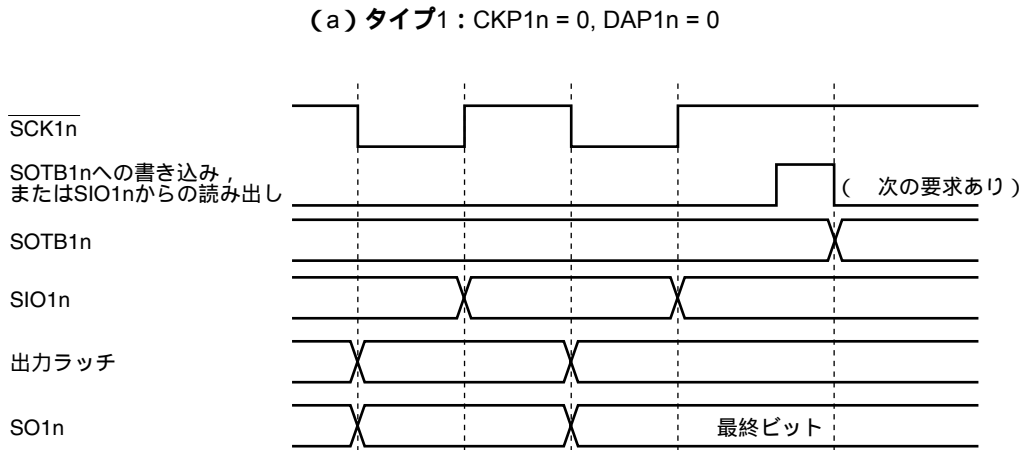 （a）タイプ1：CKP1n = 0, DAP1n = 0
SCK1n
SOTB1nへの書き込み，
またはSIO1nからの読み出し
（　次の要求あり）
SOTB1n
SIO1n
出力ラッチ
SO1n
最終ビット